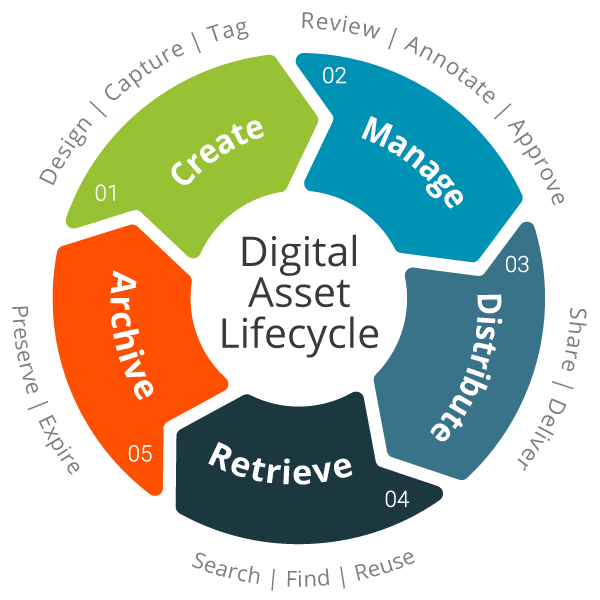 Digital
Asset
Lifecycle
01
Create
Design | Capture | Tag
02
Manage
Review | Annotate | Approve
03
Distribute
Share | Deliver
04
Retrieve
Search | Find | Reuse
05
Archive
Preserve | Expire